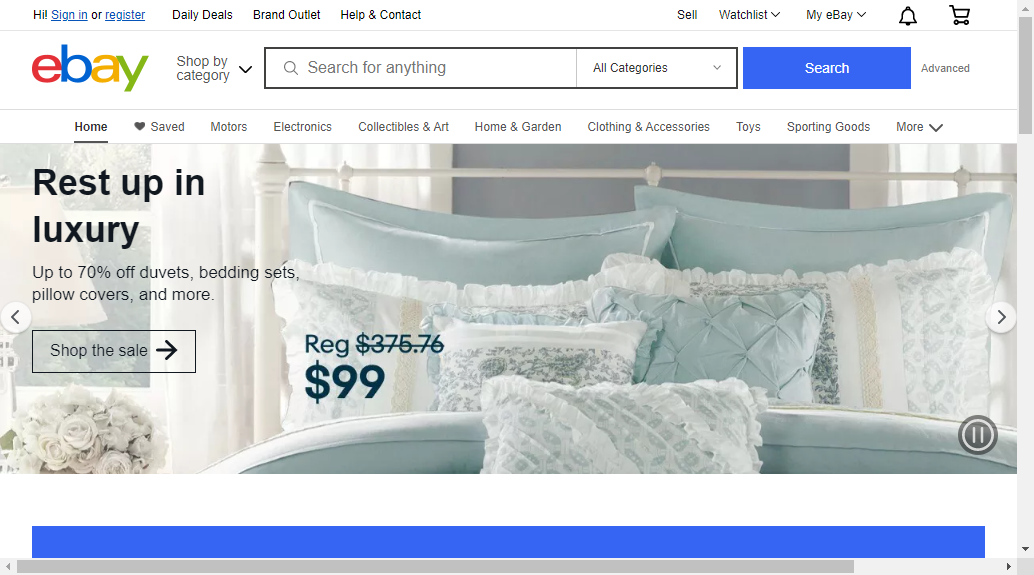 Hi! Sign in or register Daily Deals Brand Outlet Help & Contact Sell Watchlist My eBay
ebay
Shop by
category
Search for anything All Categories Search Advanced
Home Saved Motors Electronics Collectibles & Art Home & Garden Clothing & Accessories Toys Sporting Goods More
Rest up in
luxury
Up to 70% off duvets, bedding sets,
pillow covers, and more.
Shop the sale
Reg $375.76
$99